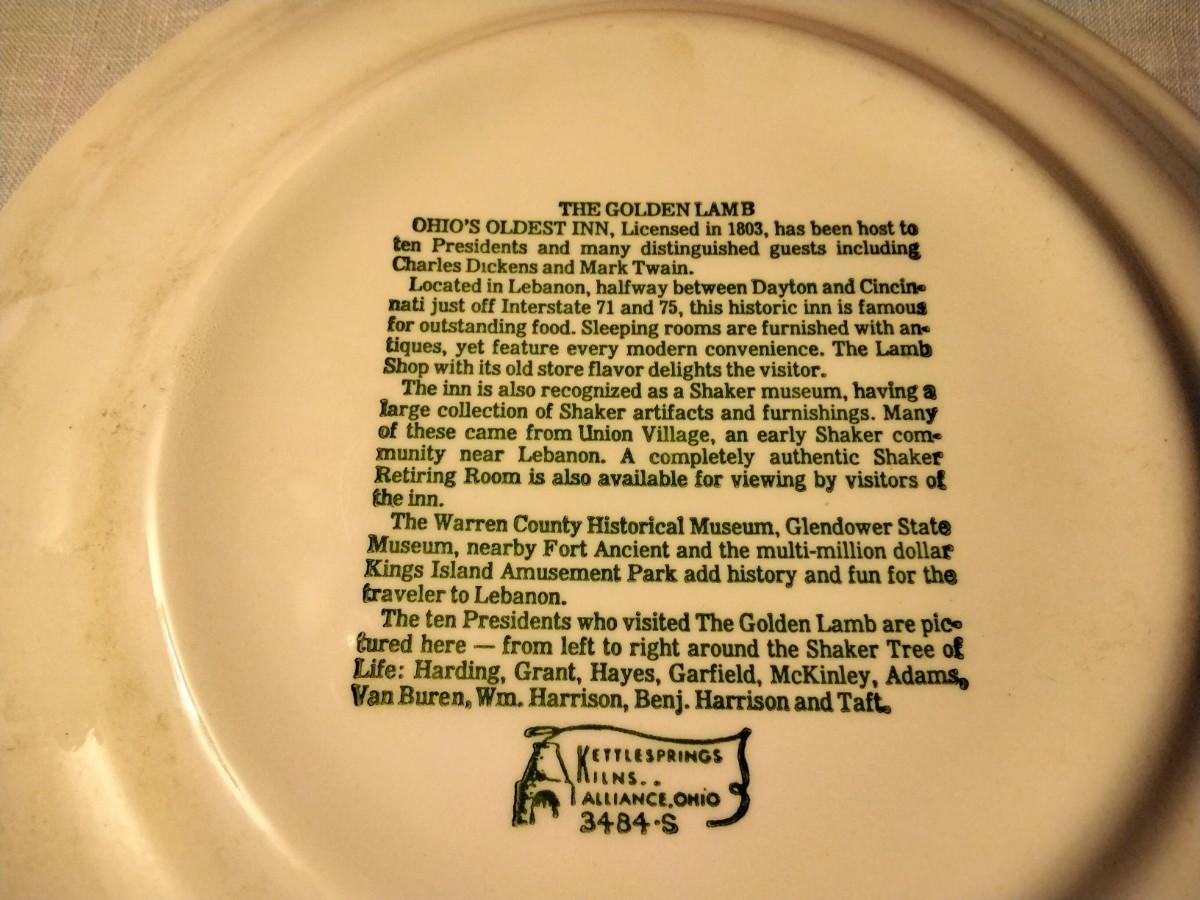 THE GOLDEN LAMB
OHIO'S OLDEST INN, Licensed in 1803, has been host to
ten Presidents and many distinguished guests including
Charles Dickens and Mark Twain.
Located in Lebanon, halfway between Dayton and Cincin-
nati just off Interstate 71 and 75, this historic inn is famous
for outstanding food. Sleeping rooms are furnished with an-
tiques, yet feature every modern convenience. The Lamb
Shop with its old store flavor delights the visitor.
The inn is also recognized as a Shaker museum, having a
large collection of Shaker artifacts and furnishings. Many
of these came from Union Village, an early Shaker com-
munity near Lebanon. A completely authentic Shaker
Retiring Room is also available for viewing by visitors of
the inn.
The Warren County Historical Museum, Glendower State
Museum, nearby Fort Ancient and the multi-million dollar
Kings Island Amusement Park add history and fun for the
traveler to Lebanon.
The ten Presidents who visited The Golden Lamb are pic-
tured here — from left to right around the Shaker Tree of
Life: Harding, Grant, Hayes, Garfield, McKinley, Adams,
Van Buren, Wm. Harrison, Benj. Harrison and Taft.
KETTLESPRINGS
KILNS..
ALLIANCE, OHIO
3484-S